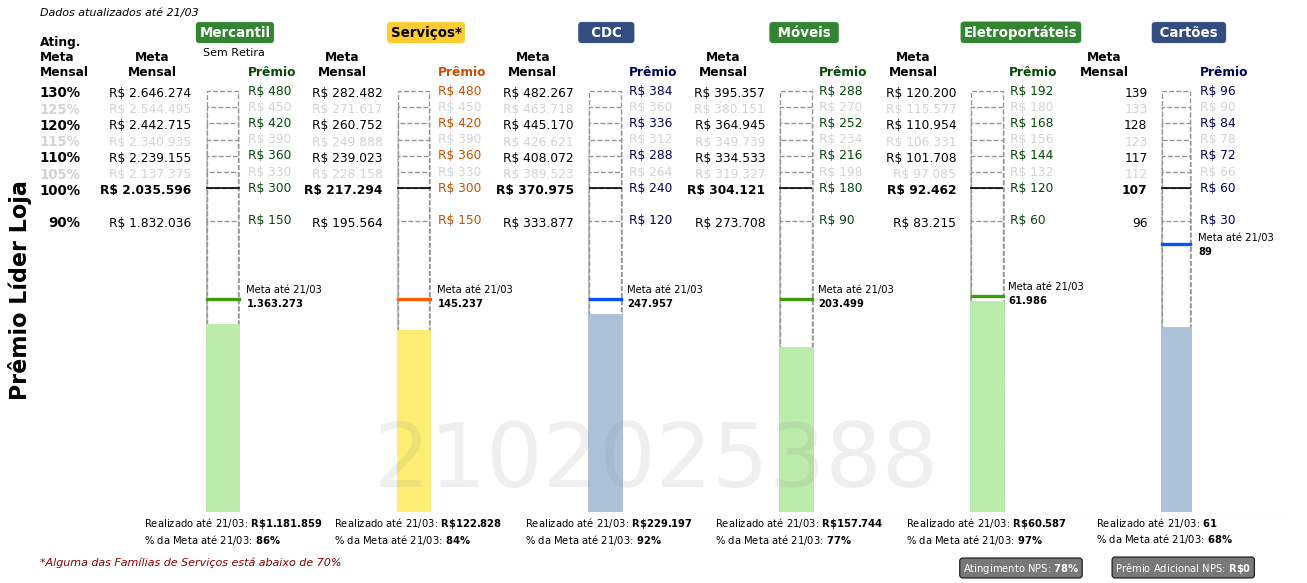 Dados atualizados até 21/03
Mercantil Serviços* CDC Móveis Eletroportáteis Cartões
Sem Retira
Ating. Meta Mensal Meta Mensal Prêmio Meta Mensal Prêmio Meta Mensal Prêmio Meta Mensal Prêmio Meta Mensal Prêmio Meta Mensal Prêmio
130% R$ 2.646.274 R$ 480 R$ 282.482 R$ 480 R$ 482.267 R$ 384 R$ 395.357 R$ 288 R$ 120.200 R$ 192 139 R$ 96
125% R$ 2.544.495 R$ 450 R$ 271.617 R$ 450 R$ 463.718 R$ 360 R$ 380.151 R$ 270 R$ 115.577 R$ 180 133 R$ 90
120% R$ 2.442.715 R$ 420 R$ 260.752 R$ 420 R$ 445.170 R$ 336 R$ 364.945 R$ 252 R$ 110.954 R$ 168 128 R$ 84
115% R$ 2.340.935 R$ 390 R$ 249.888 R$ 390 R$ 426.621 R$ 312 R$ 349.739 R$ 234 R$ 106.331 R$ 156 123 R$ 78
110% R$ 2.239.155 R$ 360 R$ 239.023 R$ 360 R$ 408.072 R$ 288 R$ 334.533 R$ 216 R$ 101.708 R$ 144 117 R$ 72
105% R$ 2.137.375 R$ 330 R$ 228.158 R$ 330 R$ 389.523 R$ 264 R$ 319.327 R$ 198 R$ 97.085 R$ 132 112 R$ 66
100% R$ 2.035.596 R$ 300 R$ 217.294 R$ 300 R$ 370.975 R$ 240 R$ 304.121 R$ 180 R$ 92.462 R$ 120 107 R$ 60
90% R$ 1.832.036 R$ 150 R$ 195.564 R$ 150 R$ 333.877 R$ 120 R$ 273.708 R$ 90 R$ 83.215 R$ 60 96 R$ 30
Prêmio Líder Loja
Meta até 21/03 1.363.273
Meta até 21/03 145.237
Meta até 21/03 247.957
Meta até 21/03 203.499
Meta até 21/03 61.986
Meta até 21/03 89
2102025388
Realizado até 21/03: R$1.181.859 Realizado até 21/03: R$122.828 Realizado até 21/03: R$229.197 Realizado até 21/03: R$157.744 Realizado até 21/03: R$60.587 Realizado até 21/03: 61
% da Meta até 21/03: 86% % da Meta até 21/03: 84% % da Meta até 21/03: 92% % da Meta até 21/03: 77% % da Meta até 21/03: 97% % da Meta até 21/03: 68%
*Alguma das Famílias de Serviços está abaixo de 70%
Atingimento NPS: 78% Prêmio Adicional NPS: R$0